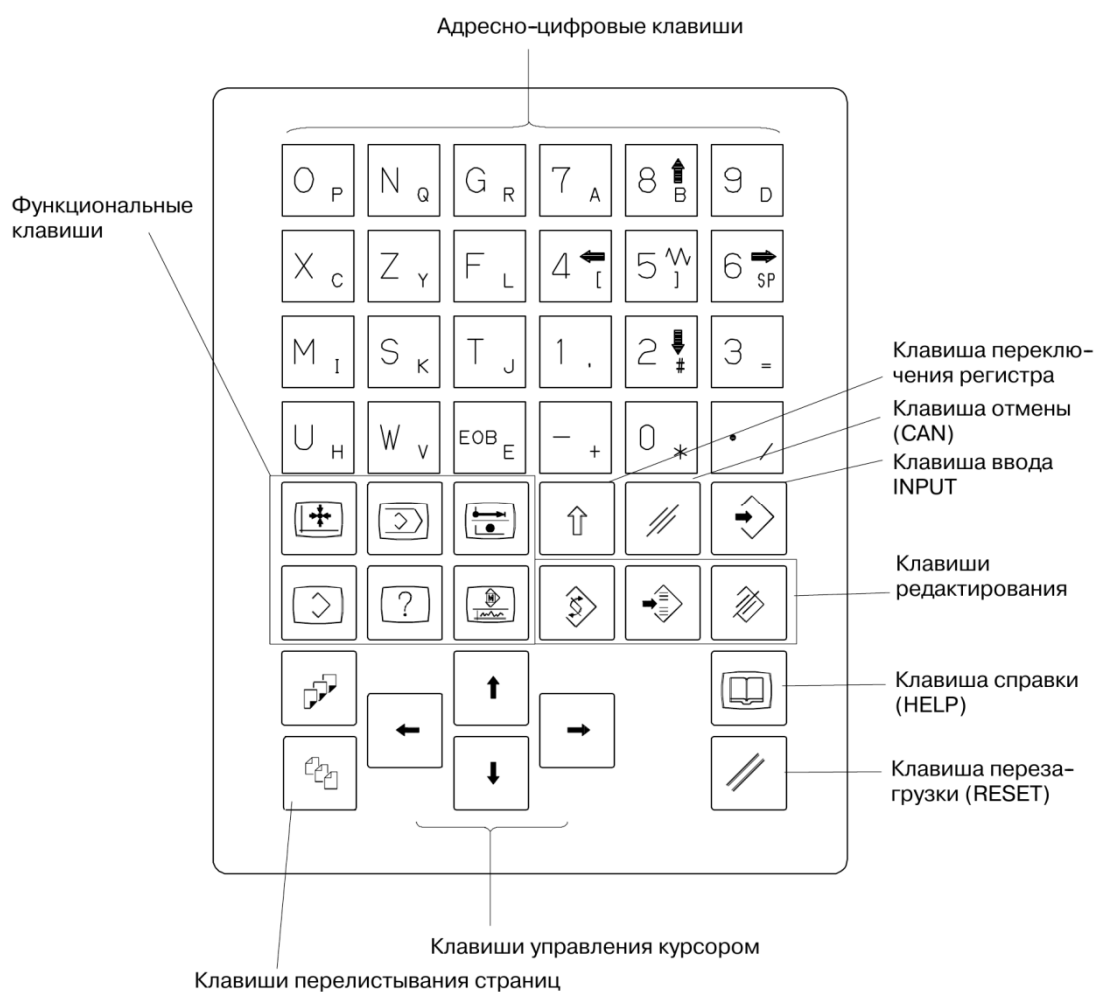 Адресно-цифровые клавиши
Функциональные
клавиши
O P N Q G R 7 A 8 B 9 D
X C Z Y F L 4 [ 5 ] 6 SP
M I S K T J 1 , 2 # 3 =
U H W V EOB E - + 0 * . /
?
M
Клавиша переклю-
чения регистра
Клавиша отмены
(CAN)
Клавиша ввода
INPUT
Клавиши
редактирования
Клавиша справки
(HELP)
Клавиша переза-
грузки (RESET)
Клавиши управления курсором
Клавиши перелистывания страниц